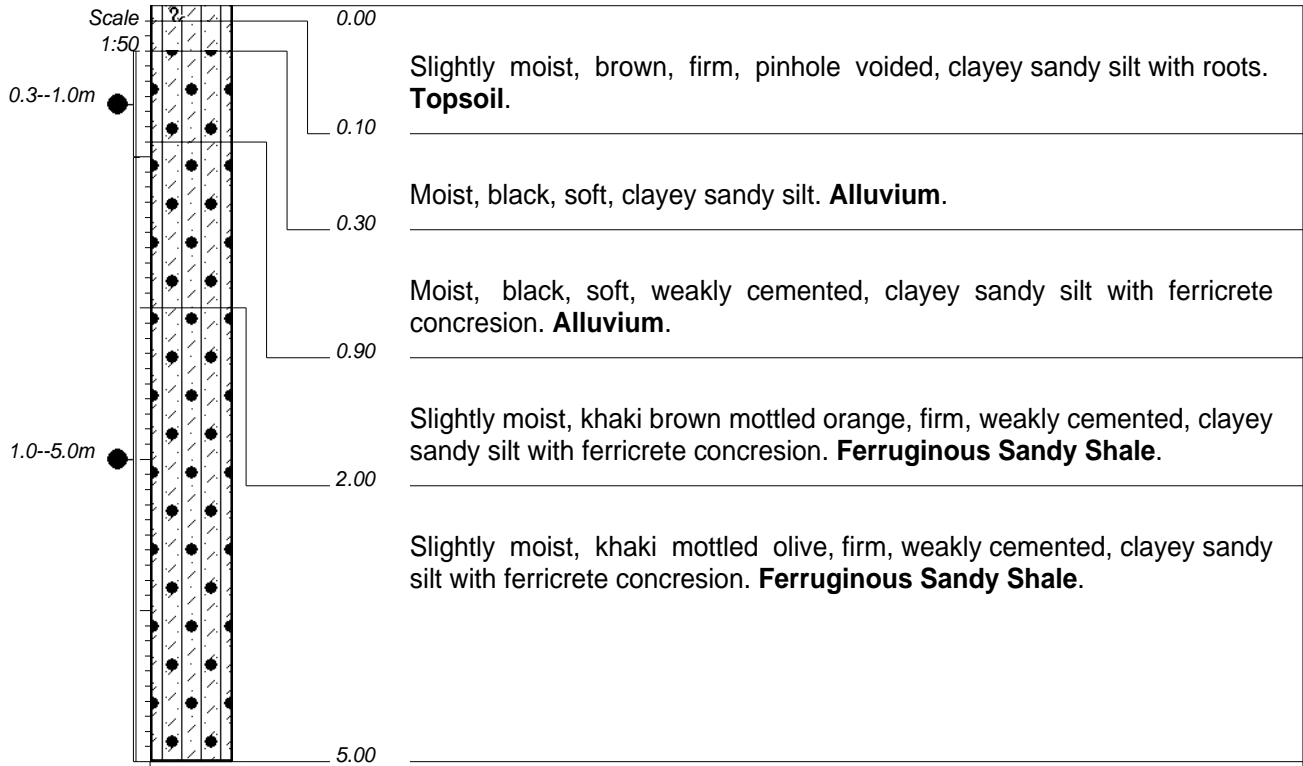 Scale 0.00
1:50
Slightly moist, brown, firm, pinhole voided, clayey sandy silt with roots.
0.3--1.0m
Topsoil.
0.10
Moist, black, soft, clayey sandy silt. Alluvium.
0.30
Moist, black, soft, weakly cemented, clayey sandy silt with ferricrete
concresion. Alluvium.
0.90
Slightly moist, khaki brown mottled orange, firm, weakly cemented, clayey
sandy silt with ferricrete concresion. Ferruginous Sandy Shale.
1.0--5.0m
2.00
Slightly moist, khaki mottled olive, firm, weakly cemented, clayey sandy
silt with ferricrete concresion. Ferruginous Sandy Shale.
5.00